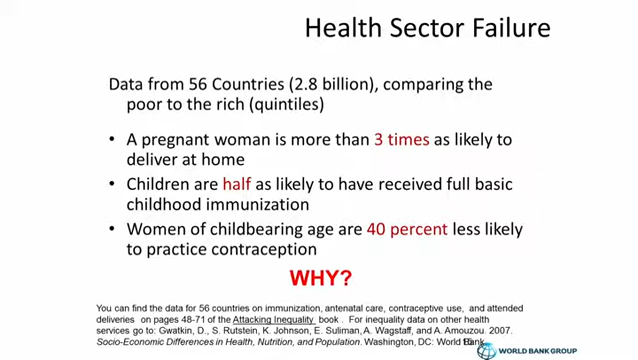 Health Sector Failure
Data from 56 Countries (2.8 billion), comparing the
poor to the rich (quintiles)
• A pregnant woman is more than 3 times as likely to
deliver at home
• Children are half as likely to have received full basic
childhood immunization
• Women of childbearing age are 40 percent less likely
to practice contraception
WHY?
You can find the data for 56 countries on immunization, antenatal care, contraceptive use, and attended
deliveries on pages 48-71 of the Attacking Inequality book . For inequality data on other health
services go to: Gwatkin, D., S. Rutstein, K. Johnson, E. Suliman, A. Wagstaff, and A. Amouzou. 2007.
Socio-Economic Differences in Health, Nutrition, and Population. Washington, DC: World
WORLD BANK GROUP